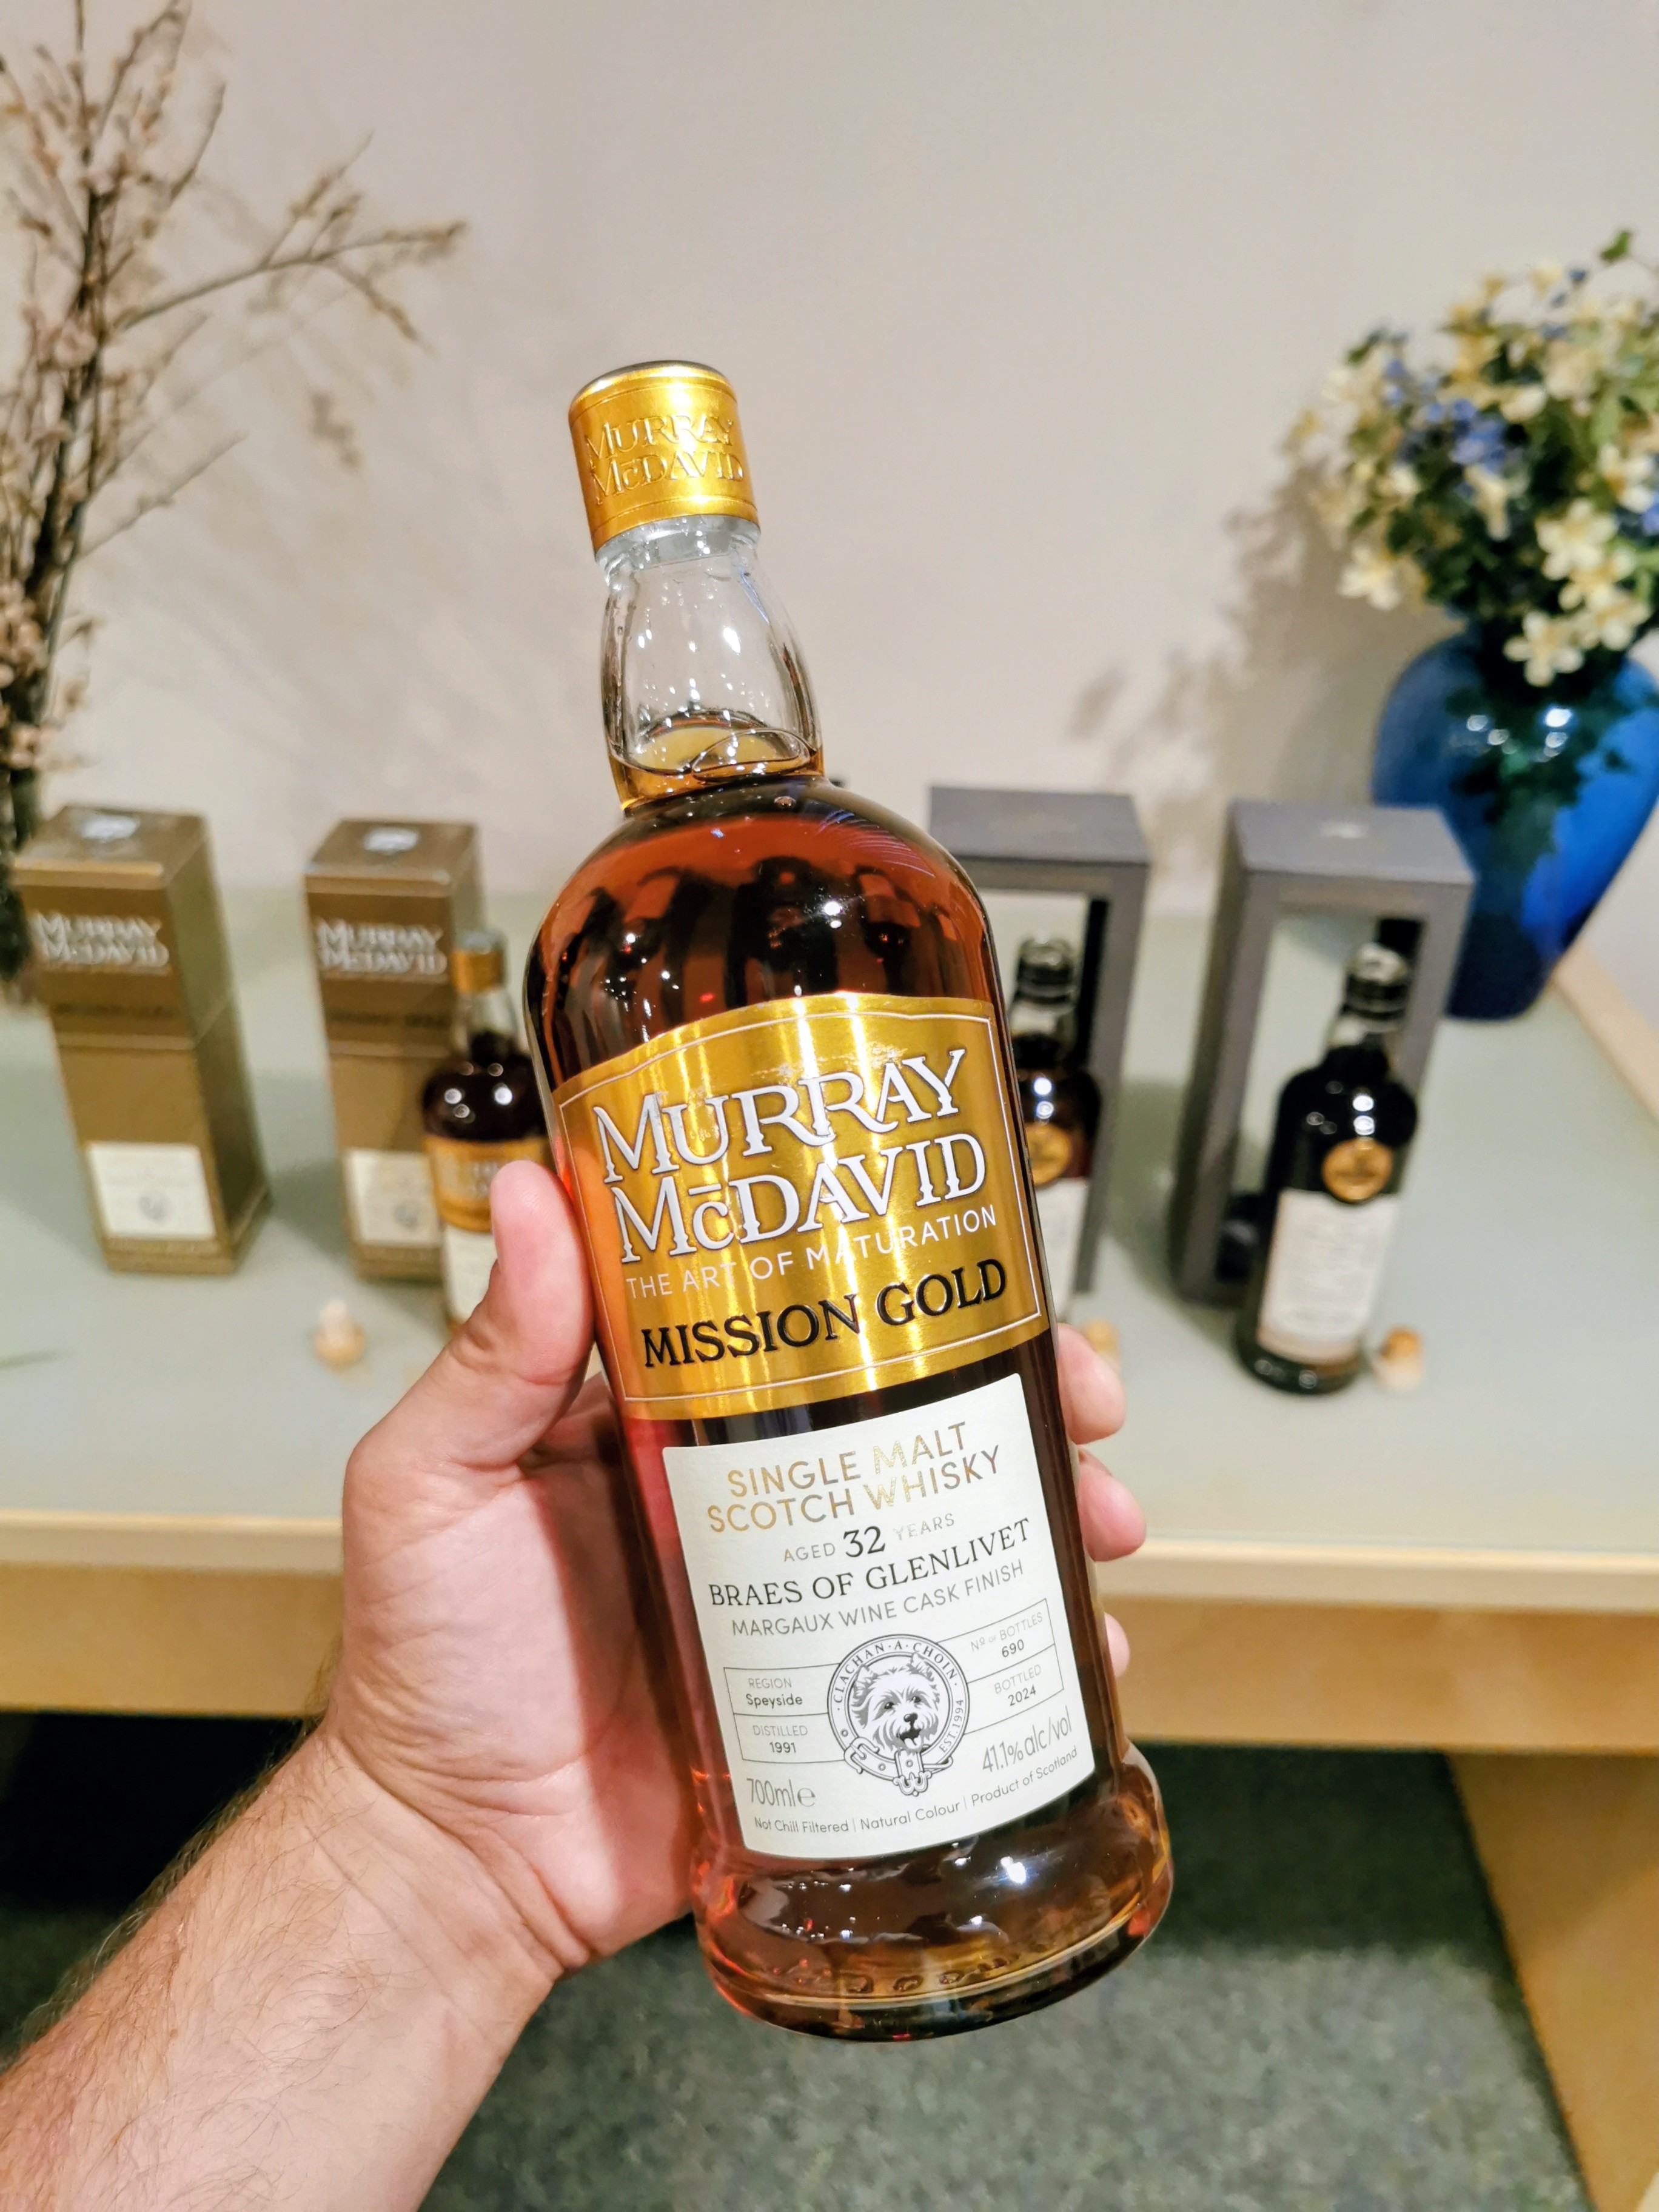 MURRAY
McDAVID
MURRAY
McDAVID
THE ART OF MATURATION
MISSION GOLD
SINGLE MALT
SCOTCH WHISKY
AGED 32 YEARS
BRAES OF GLENLIVET
MARGAUX WINE CASK FINISH
REGION
Speyside
DISTILLED
1991
CLACHAN·A·CHOIN
EST. 1994
Nº OF BOTTLES
690
BOTTLED
2024
700ml℮
41.1%alc/vol
Not Chill Filtered | Natural Colour | Product of Scotland
MURRAY
McDAVID
MURRAY
McDAVID